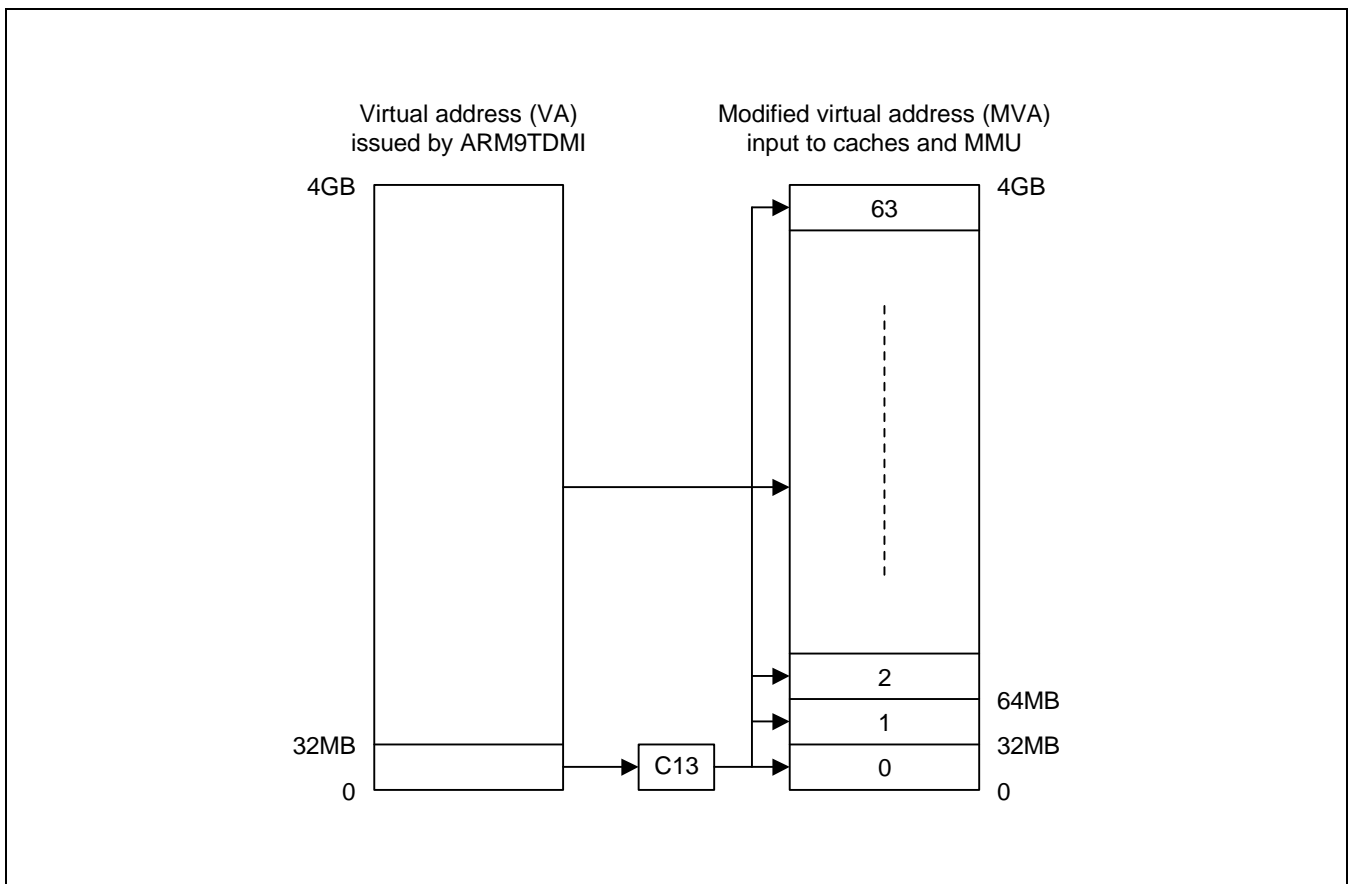 Virtual address (VA)
issued by ARM9TDMI
Modified virtual address (MVA)
input to caches and MMU
4GB
4GB
63
2
64MB
1
32MB
32MB
C13
0
0
0